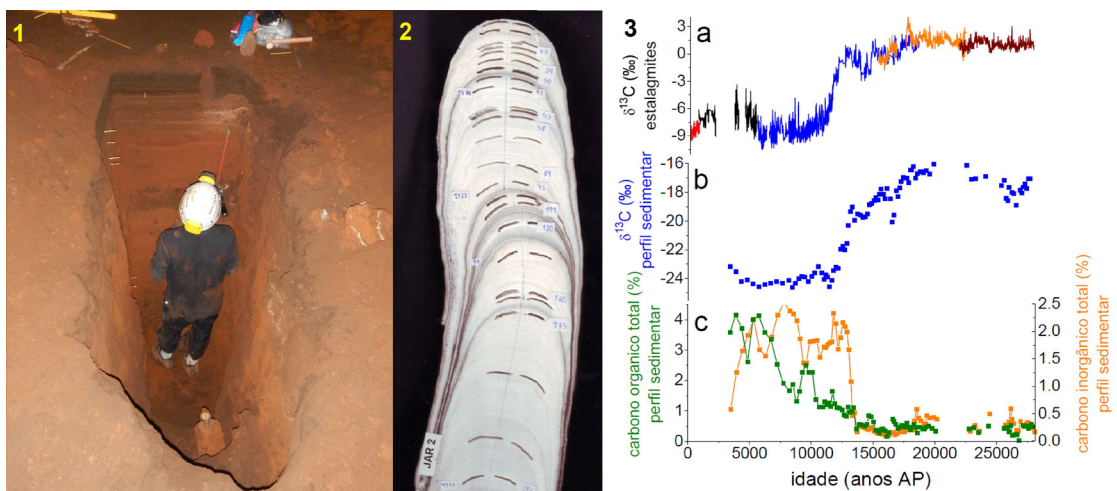 1
2
JAR 2
3
a
δ¹³C (‰)
estalagmites
3
0
-3
-6
-9
b
δ¹³C (‰)
perfil sedimentar
-16
-18
-20
-22
-24
c
carbono organico total (%)
perfil sedimentar
4
3
2
1
0
2.5
2.0
1.5
1.0
0.5
0.0
carbono inorgânico total (%)
perfil sedimentar
0 5000 10000 15000 20000 25000
idade (anos AP)